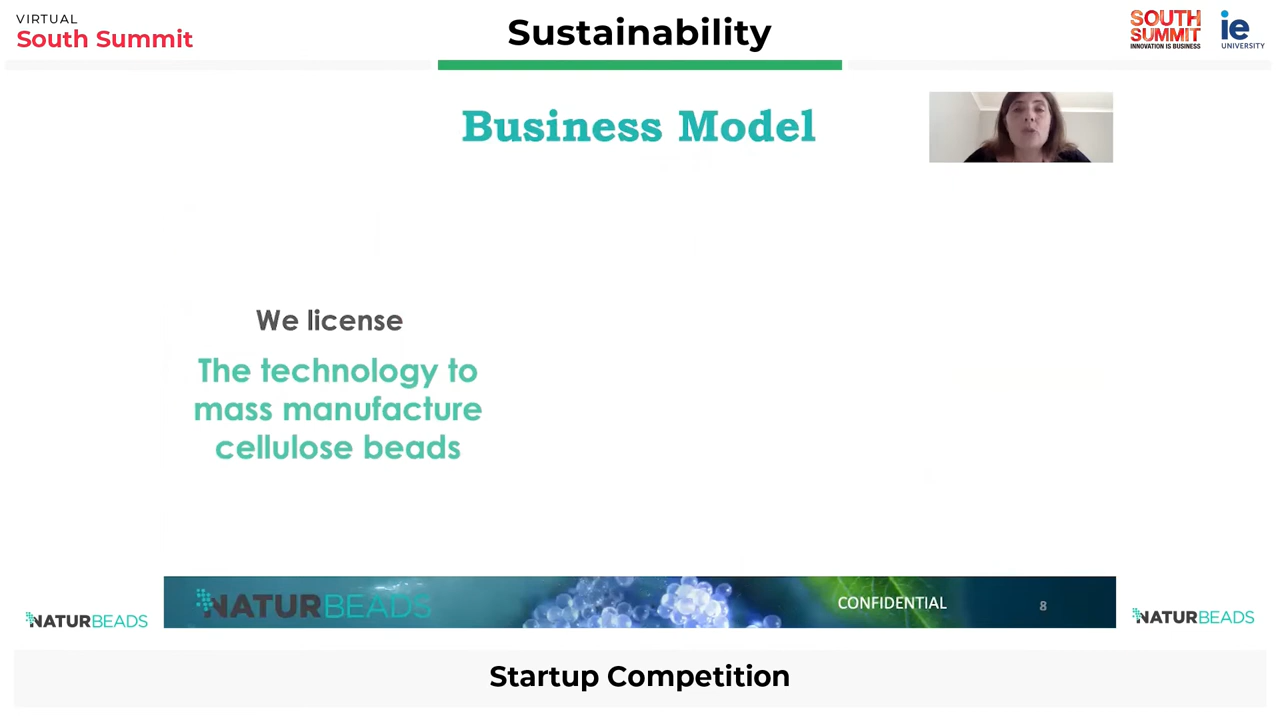 VIRTUAL
South Summit
Sustainability
SOUTH
SUMMIT
INNOVATION IS BUSINESS
ie
UNIVERSITY
Business Model
We license
The technology to
mass manufacture
cellulose beads
NATURBEADS
CONFIDENTIAL
8
NATURBEADS
NATURBEADS
Startup Competition